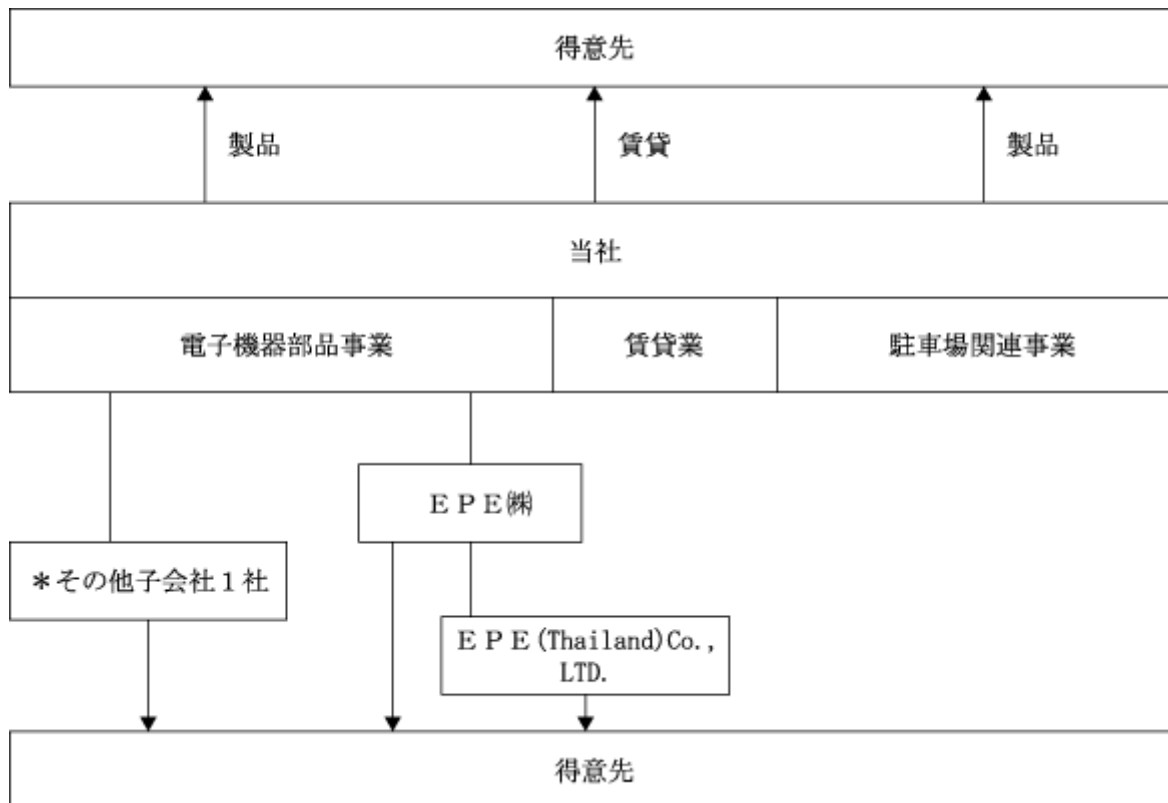 得意先
製品
賃貸
製品
当社
電子機器部品事業
賃貸業
駐車場関連事業
ＥＰＥ㈱
＊その他子会社１社
ＥＰＥ(Thailand)Co.,
LTD.
得意先